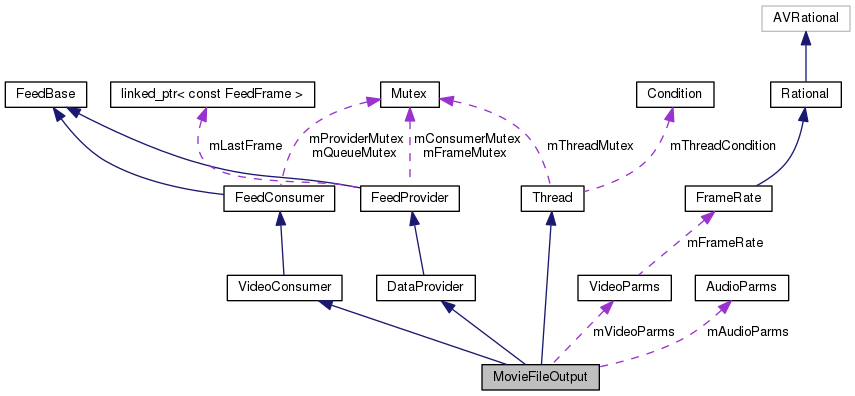 AVRational
FeedBase
linked_ptr< const FeedFrame >
Mutex
Condition
Rational
mLastFrame
mProviderMutex
mQueueMutex
mConsumerMutex
mFrameMutex
mThreadMutex
mThreadCondition
FeedConsumer
FeedProvider
Thread
FrameRate
mFrameRate
VideoConsumer
DataProvider
VideoParms
AudioParms
mVideoParms
mAudioParms
MovieFileOutput